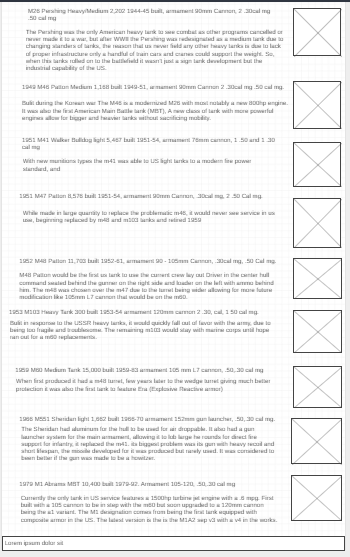 M26 Pershing Heavy/Medium 2,202 1944-45 built, armament 90mm Cannon, 2 .30cal mg
.50 cal mg
The Pershing was the only American heavy tank to see combat as other companies cancelled or
never made it to a war, but after WWII the Pershing was redesignated as a medium tank due to
changing standers of tanks, the reason that us never field any other heavy tanks is due to lack
of proper infrastructure only a handful of train cars and cranes could support the weight. So,
when this tanks rolled on to the battlefield it wasn't just a sign armament development but the
industrial capability of the US.
1949 M46 Patton Medium 1,168 built 1949-51, armament 90mm Cannon 2 .30cal mg .50 cal mg.
Built during the Korean war The M46 is a modernized M26 with most notably a new 800hp engine.
it was also the first American Main Battle tank (MBT), A new class of tank with more powerful
engines allow for bigger and heavier tanks without sacrificing mobility.
1951 M41 Walker Bulldog light 5,467 built 1951-54, armament 76mm cannon, 1 .50 and 1 .30
cal mg
With new munitions types the m41 was able to US light tanks to a modern fire power
standard, and
1951 M47 Patton 8,576 built 1951-54, armament 90mm Cannon, .30cal mg, 2 .50 Cal mg.
While made in large quantity to replace the problematic m46, it would never see service in us
use, beginning replaced by m48 and m103 tanks and retired 1959
1952 M48 Patton 11,703 built 1952-61, armament 90 - 105mm Cannon, .30cal mg, .50 Cal mg.
M48 Patton would be the first us tank to use the current crew lay out Driver in the center hull
command seated behind the gunner on the right side and loader on the left with ammo behind
him. The m48 was chosen over the m47 due to the turret being wider allowing for more future
modification like 105mm L7 cannon that would be on the m60.
1953 M103 Heavy Tank 300 built 1953-54 armament 120mm cannon 2 .30 cal, 1 50 cal mg
Built in response to the USSR heavy tanks, it would quickly fall out of favor with the army, due to
being too fragile and troublesome. The remaining m103 would stay with marine corps until hope
ran out for a m60 replacements.
1959 M60 Medium Tank 15,000 built 1959-83 armament 105 mm L7 cannon, .50,.30 cal mg
When first produced it had a m48 turret, few years later to the wedge turret giving much better
protection it was also the first tank to feature Era (Explosive Reactive armor)
1966 M551 Sheridan light 1,662 built 1966-70 armament 152mm gun launcher, .50,.30 cal mg.
The Sheridan had aluminum for the hull to be used for air droppable. It also had a gun
launcher system for the main armament, allowing it to lob large he rounds for direct fire
support for infantry, it replaced the m41. its biggest problem was its gun with heavy recoil and
short lifespan, the missile developed for it was produced but rarely used. It was considered to
been better if the gun was made to be a howitzer.
1979 M1 Abrams MBT 10,400 built 1979-92. Armament 105-120, .50,.30 cal mg
Currently the only tank in US service features a 1500hp turbine jet engine with a .6 mpg. First
built with a 105 cannon to be in step with the m60 but soon upgraded to a 120mm cannon
being the a1 variant. The M1 designation comes from being the first tank equipped with
composite armor in the US. The latest version is the is the M1A2 sep v3 with a v4 in the works.
Lorem ipsum dolor sit